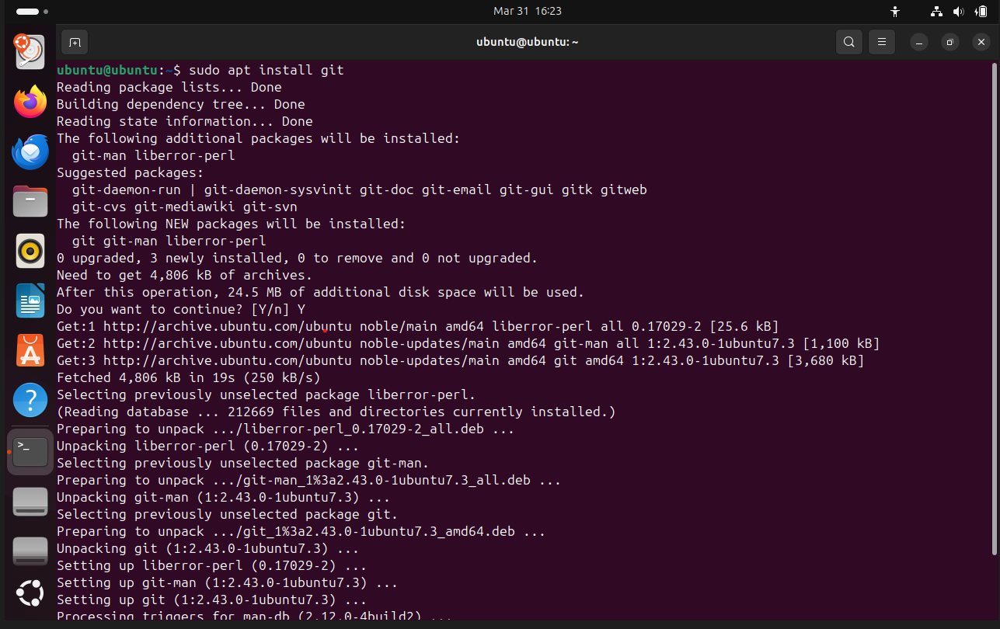 Mar 31 16:23
ubuntu@ubuntu: ~
ubuntu@ubuntu:~$ sudo apt install git
Reading package lists... Done
Building dependency tree... Done
Reading state information... Done
The following additional packages will be installed:
  git-man liberror-perl
Suggested packages:
  git-daemon-run | git-daemon-sysvinit git-doc git-email git-gui gitk gitweb
  git-cvs git-mediawiki git-svn
The following NEW packages will be installed:
  git git-man liberror-perl
0 upgraded, 3 newly installed, 0 to remove and 0 not upgraded.
Need to get 4,806 kB of archives.
After this operation, 24.5 MB of additional disk space will be used.
Do you want to continue? [Y/n] Y
Get:1 http://archive.ubuntu.com/ubuntu noble/main amd64 liberror-perl all 0.17029-2 [25.6 kB]
Get:2 http://archive.ubuntu.com/ubuntu noble-updates/main amd64 git-man all 1:2.43.0-1ubuntu7.3 [1,100 kB]
Get:3 http://archive.ubuntu.com/ubuntu noble-updates/main amd64 git amd64 1:2.43.0-1ubuntu7.3 [3,680 kB]
Fetched 4,806 kB in 19s (250 kB/s)
Selecting previously unselected package liberror-perl.
(Reading database ... 212669 files and directories currently installed.)
Preparing to unpack .../liberror-perl_0.17029-2_all.deb ...
Unpacking liberror-perl (0.17029-2) ...
Selecting previously unselected package git-man.
Preparing to unpack .../git-man_1%3a2.43.0-1ubuntu7.3_all.deb ...
Unpacking git-man (1:2.43.0-1ubuntu7.3) ...
Selecting previously unselected package git.
Preparing to unpack .../git_1%3a2.43.0-1ubuntu7.3_amd64.deb ...
Unpacking git (1:2.43.0-1ubuntu7.3) ...
Setting up liberror-perl (0.17029-2) ...
Setting up git-man (1:2.43.0-1ubuntu7.3) ...
Setting up git (1:2.43.0-1ubuntu7.3) ...
Processing triggers for man-db (2.12.0-4build2) ...